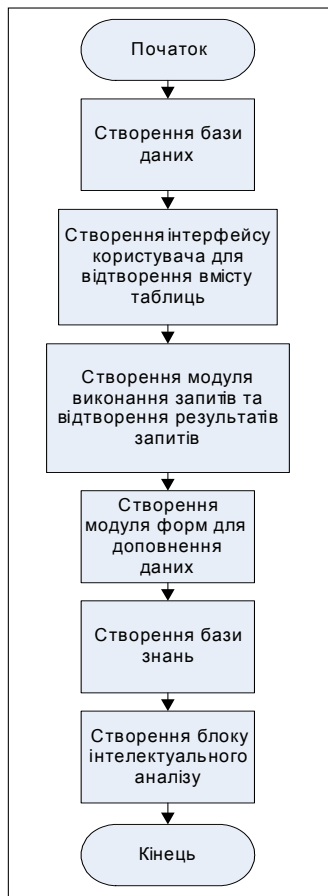 Початок
Створення бази
даних
Створення інтерфейсу
користувача для
відтворення вмісту
таблиць
Створення модуля
виконання запитів та
відтворення результатів
запитів
Створення
модуля форм для
доповнення
даних
Створення бази
знань
Створення блоку
інтелектуального
аналізу
Кінець